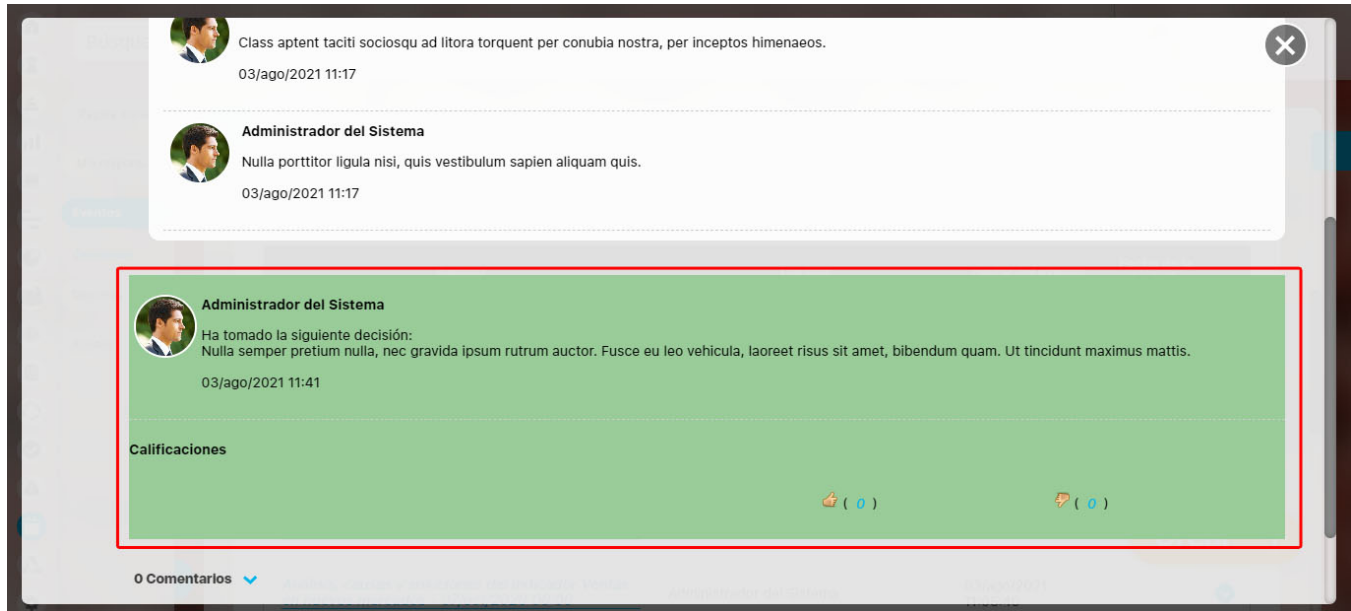 Class aptent taciti sociosqu ad litora torquent per conubia nostra, per inceptos himenaeos.
03/ago/2021 11:17
Administrador del Sistema
Nulla porttitor ligula nisi, quis vestibulum sapien aliquam quis.
03/ago/2021 11:17
Eventos
Administrador del Sistema
Ha tomado la siguiente decisión:
Nulla semper pretium nulla, nec gravida ipsum rutrum auctor. Fusce eu leo vehicula, laoreet risus sit amet, bibendum quam. Ut tincidunt maximus mattis.
03/ago/2021 11:41
Calificaciones
( 0 )
( 0 )
0 Comentarios